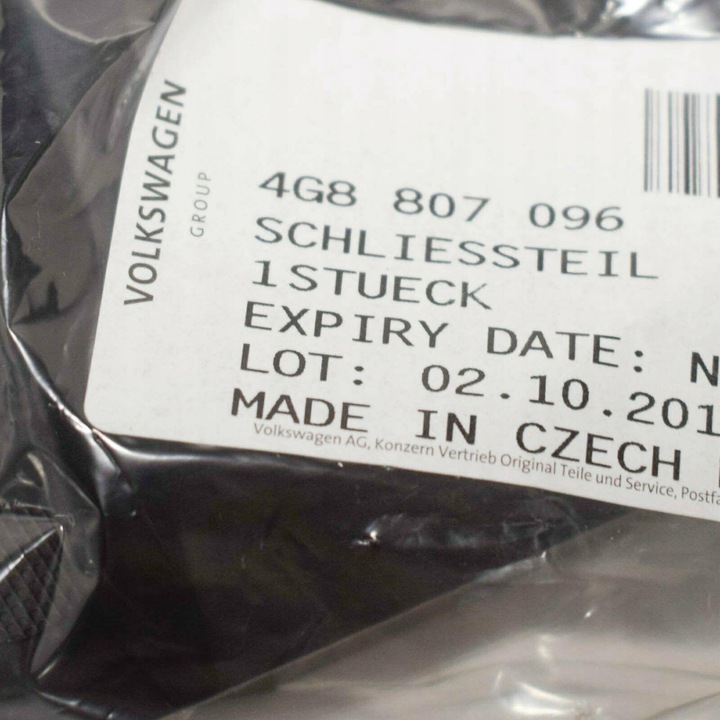 VOLKSWAGEN
GROUP
4G8 807 096
SCHLIESSTEIL
1STUECK
EXPIRY DATE: N
LOT: 02.10.201
MADE IN CZECH
Volkswagen AG, Konzern Vertrieb Original Teile und Service, Postfa